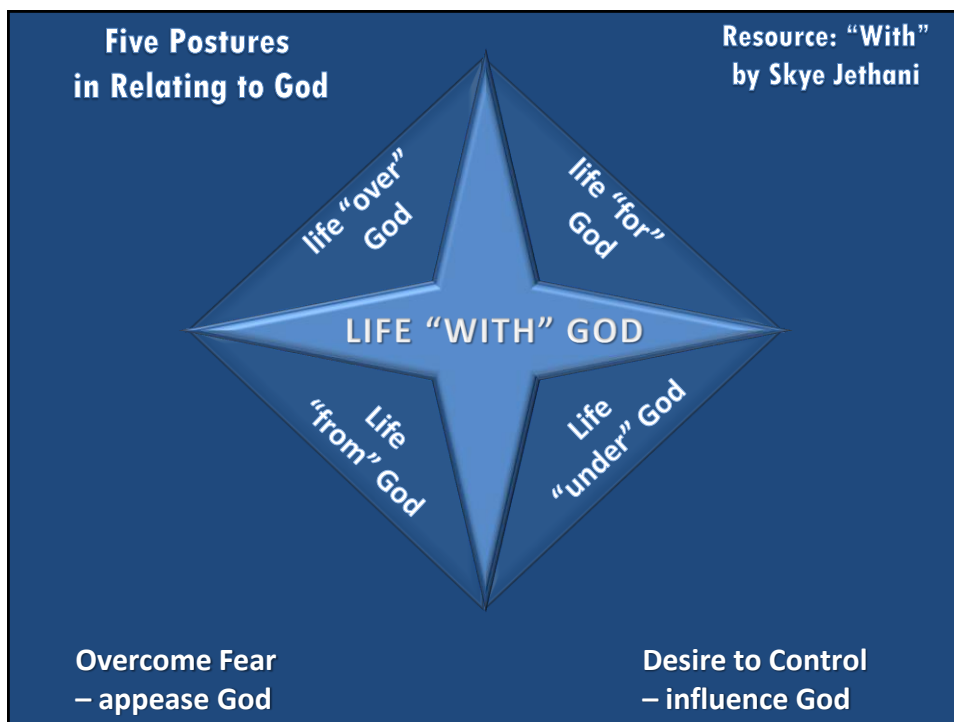 Five Postures
in Relating to God
Resource: “With”
by Skye Jethani
life “over”
God
life “for”
God
LIFE “WITH” GOD
Life
“from” God
Life
“under” God
Overcome Fear
– appease God
Desire to Control
– influence God